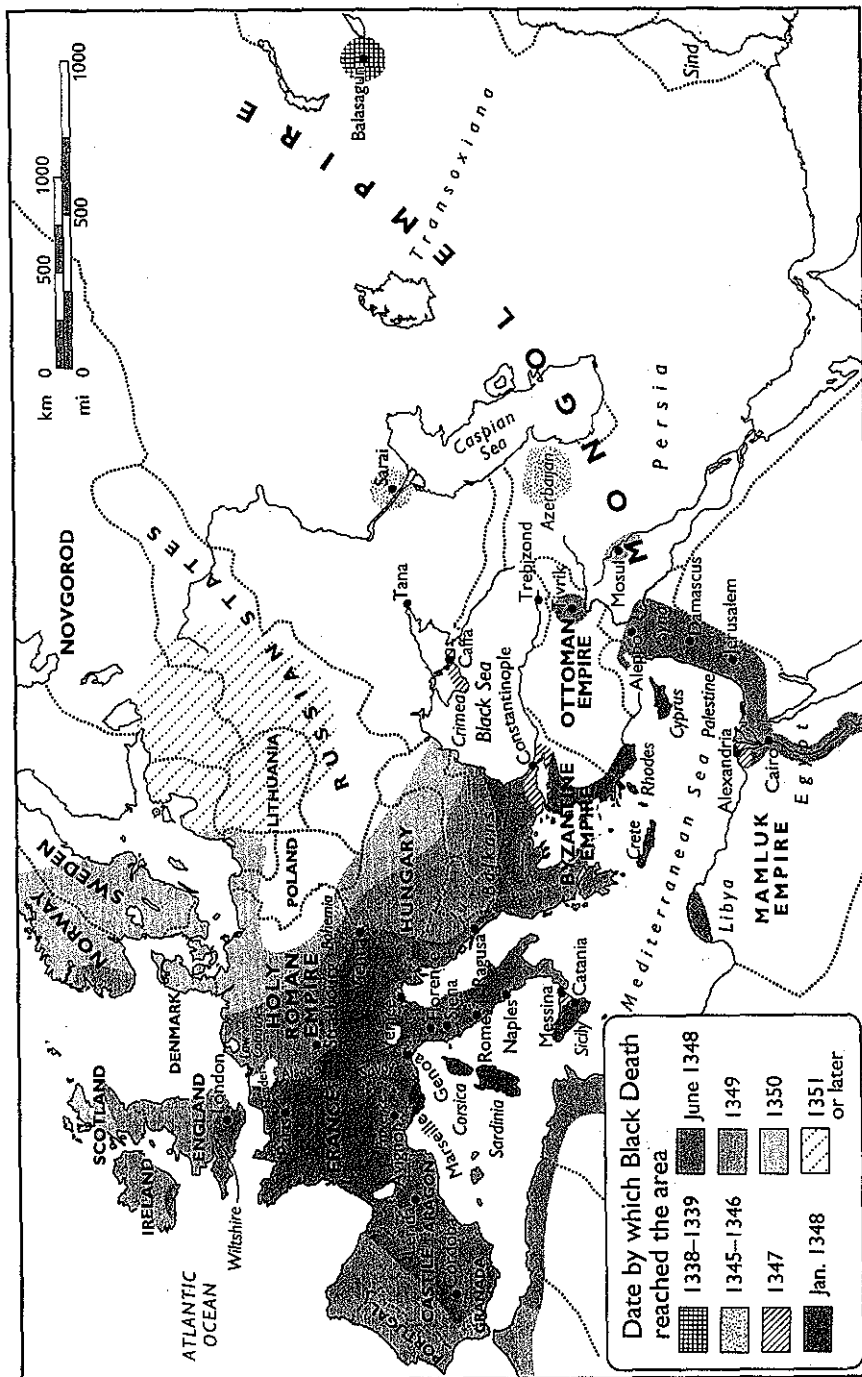 NOVGOROD
RUSSIAN STATES
km 0 500 1000
mi 0 500 1000
NORWAY
SWEDEN
SCOTLAND
DENMARK
IRELAND
ENGLAND
London
Wiltshire
ATLANTIC
OCEAN
LITHUANIA
POLAND
HOLY
ROMAN
EMPIRE
Bohemia
HUNGARY
FRANCE
Balkans
Sarai
Tana
Caffa
Crimea
Black Sea
Caspian
Sea
MONGOL EMPIRE
Balasagun
Transoxiana
Sind
Persia
Azerbaijan
Mosul
Trebizond
Constantinople
OTTOMAN
EMPIRE
BYZANTINE
EMPIRE
Genoa
Marseille
Corsica
Sardinia
Siena
Rome
Naples
Ragusa
Messina
Catania
Sicily
CASTILE
ARAGON
GRANADA
Crete
Rhodes
Cyprus
Aleppo
Damascus
Jerusalem
Palestine
Alexandria
Cairo
Egypt
Libya
MAMLUK
EMPIRE
Mediterranean Sea
Date by which Black Death
reached the area
1338–1339
1345–1346
1347
Jan. 1348
June 1348
1349
1350
1351
or later